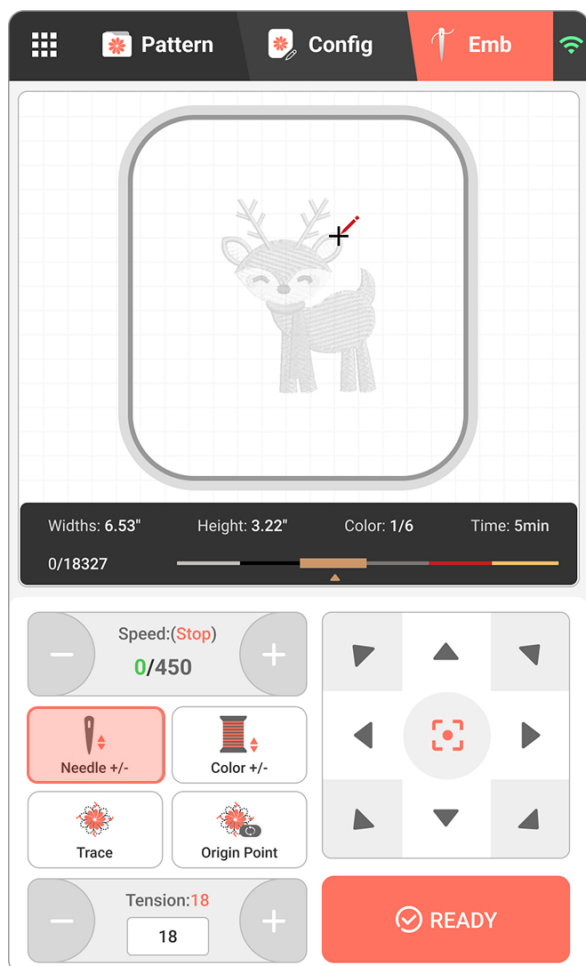 Pattern Config Emb
Widths: 6.53" Height: 3.22" Color: 1/6 Time: 5min
0/18327
Speed:(Stop)
0/450
Needle +/- Color +/-
Trace Origin Point
Tension:18
18
READY